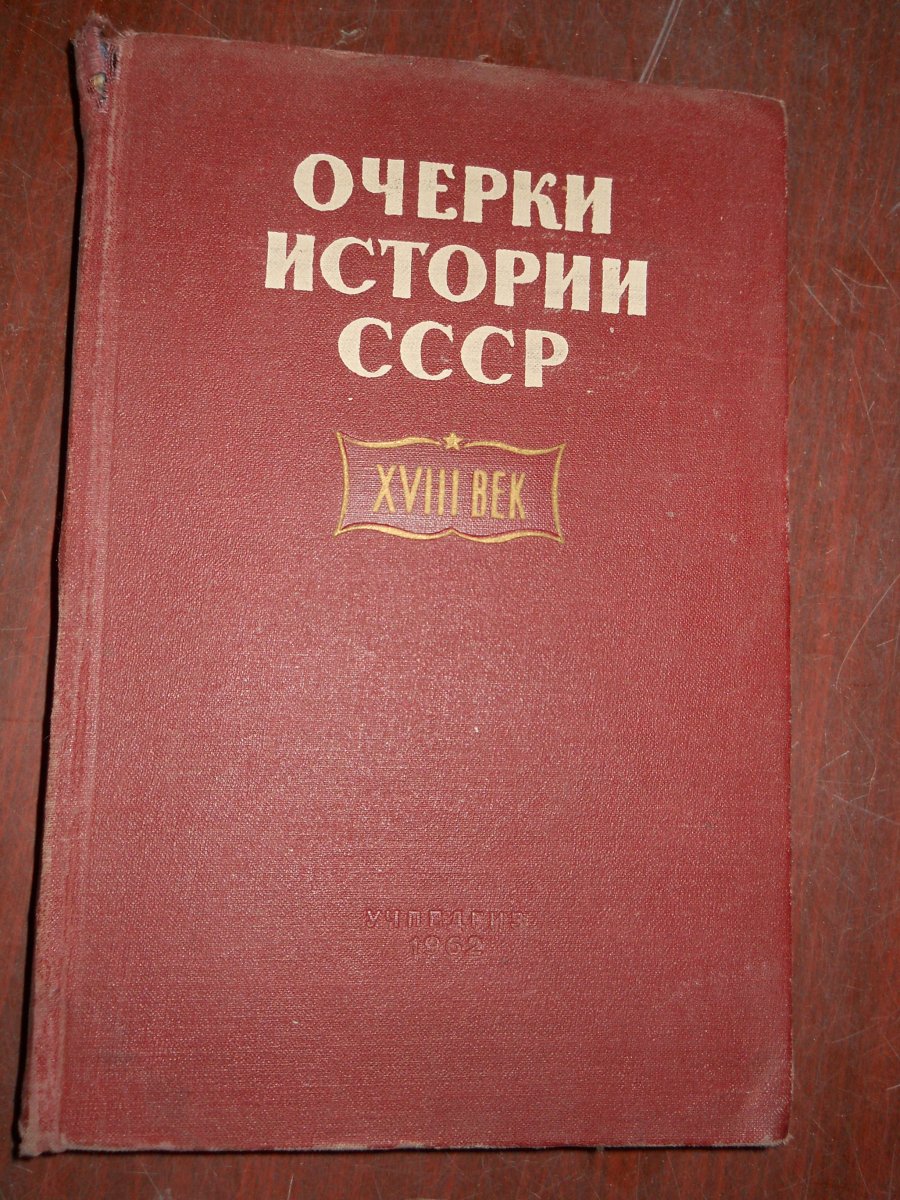 ОЧЕРКИ
ИСТОРИИ
СССР
XVIII ВЕК
УЧПЕДГИЗ
1962